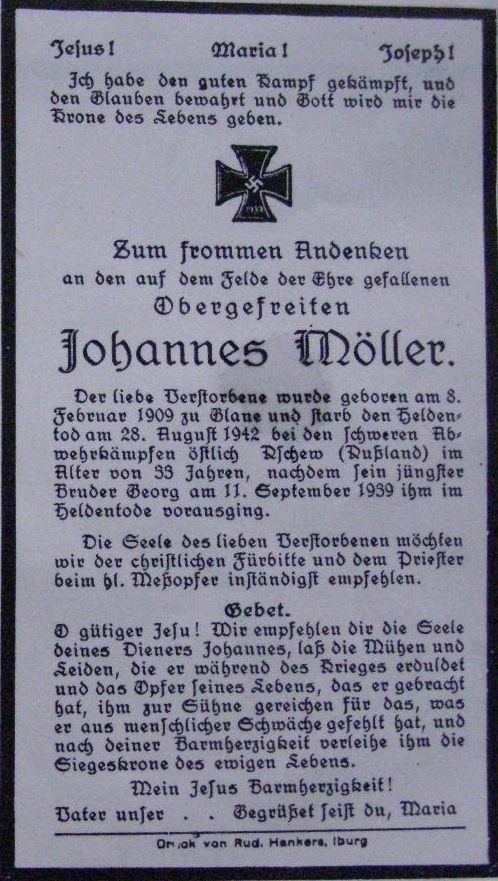 Jesus! Maria! Joseph!
Ich habe den guten Kampf gekämpft, und
den Glauben bewahrt und Gott wird mir die
Krone des Lebens geben.
1939
Zum frommen Andenken
an den auf dem Felde der Ehre gefallenen
Obergefreiten
Johannes Möller.
Der liebe Verstorbene wurde geboren am 8.
Februar 1909 zu Glane und starb den Helden-
tod am 28. August 1942 bei den schweren Ab-
wehrkämpfen östlich Rschew (Rußland) im
Alter von 33 Jahren, nachdem sein jüngster
Bruder Georg am 11. September 1939 ihm im
Heldentode vorausging.
Die Seele des lieben Verstorbenen möchten
wir der christlichen Fürbitte und dem Priester
beim hl. Meßopfer inständigst empfehlen.
Gebet.
O gütiger Jesu! Wir empfehlen dir die Seele
deines Dieners Johannes, laß die Mühen und
Leiden, die er während des Krieges erduldet
und das Opfer seines Lebens, das er gebracht
hat, ihm zur Sühne gereichen für das, was
er aus menschlicher Schwäche gefehlt hat, und
nach deiner Barmherzigkeit verleihe ihm die
Siegeskrone des ewigen Lebens.
Mein Jesus Barmherzigkeit!
Vater unser . . Gegrüßet seist du, Maria
Druck von Rud. Hankers, Iburg